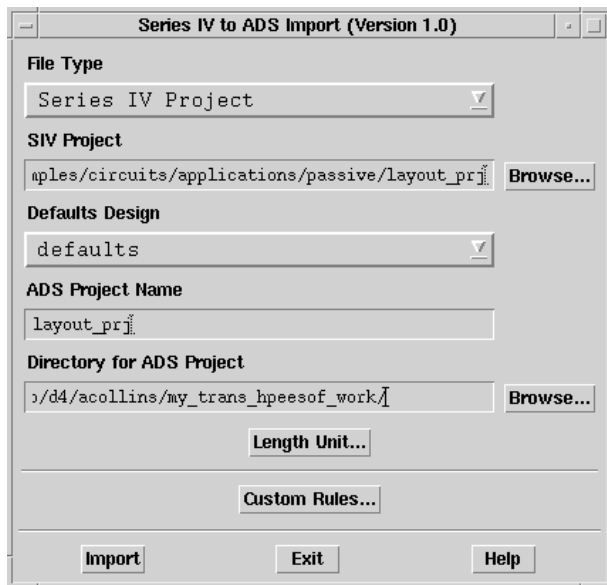 Series IV to ADS Import (Version 1.0)
File Type
Series IV Project
SIV Project
mples/circuits/applications/passive/layout_prj
Browse...
Defaults Design
defaults
ADS Project Name
layout_prj
Directory for ADS Project
/d4/acollins/my_trans_hpeesof_work/
Browse...
Length Unit...
Custom Rules...
Import
Exit
Help